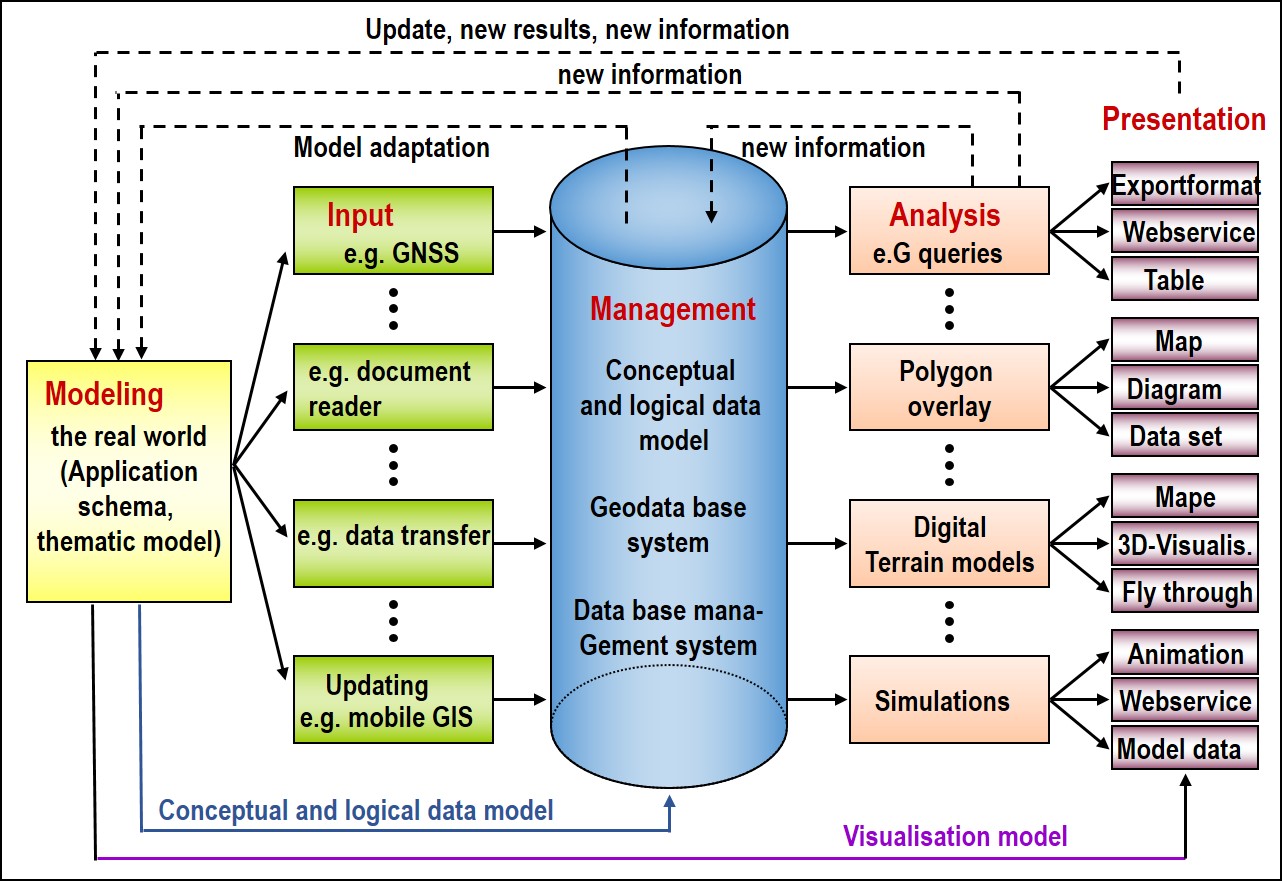 Update, new results, new information
new information
Model adaptation
new information
Presentation
Modeling
the real world
(Application
schema,
thematic model)
Input
e.g. GNSS
e.g. document
reader
e.g. data transfer
Updating
e.g. mobile GIS
Management
Conceptual
and logical data
model
Geodata base
system
Data base mana-
Gement system
Analysis
e.G queries
Polygon
overlay
Digital
Terrain models
Simulations
Exportformat
Webservice
Table
Map
Diagram
Data set
Mape
3D-Visualis.
Fly through
Animation
Webservice
Model data
Conceptual and logical data model
Visualisation model